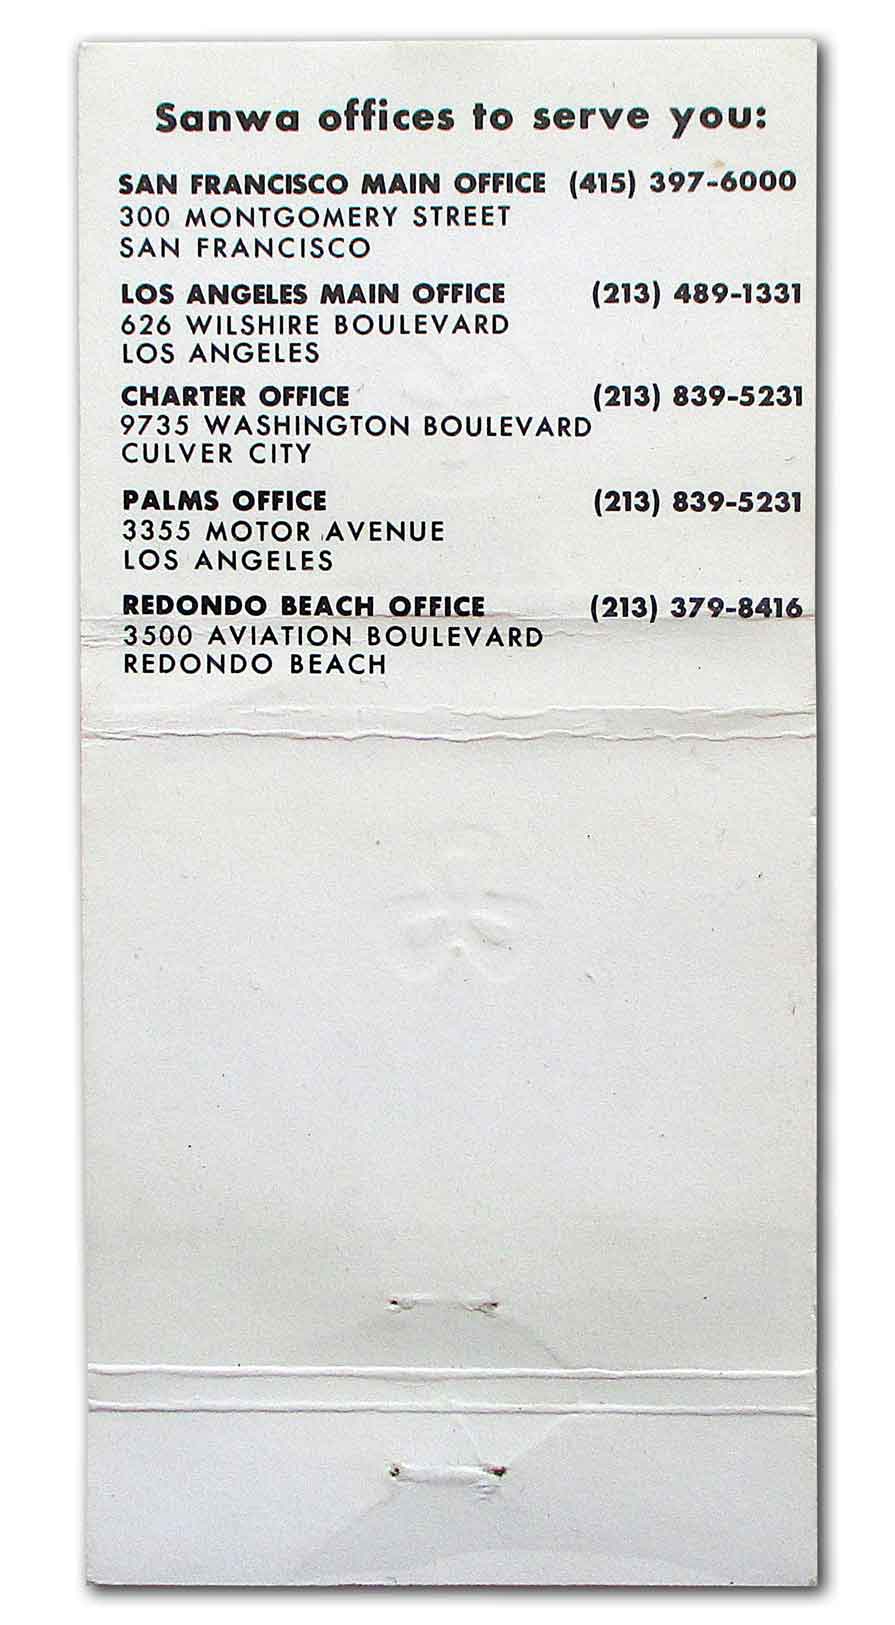 Sanwa offices to serve you:
SAN FRANCISCO MAIN OFFICE (415) 397-6000
300 MONTGOMERY STREET
SAN FRANCISCO
LOS ANGELES MAIN OFFICE (213) 489-1331
626 WILSHIRE BOULEVARD
LOS ANGELES
CHARTER OFFICE (213) 839-5231
9735 WASHINGTON BOULEVARD
CULVER CITY
PALMS OFFICE (213) 839-5231
3355 MOTOR AVENUE
LOS ANGELES
REDONDO BEACH OFFICE (213) 379-8416
3500 AVIATION BOULEVARD
REDONDO BEACH